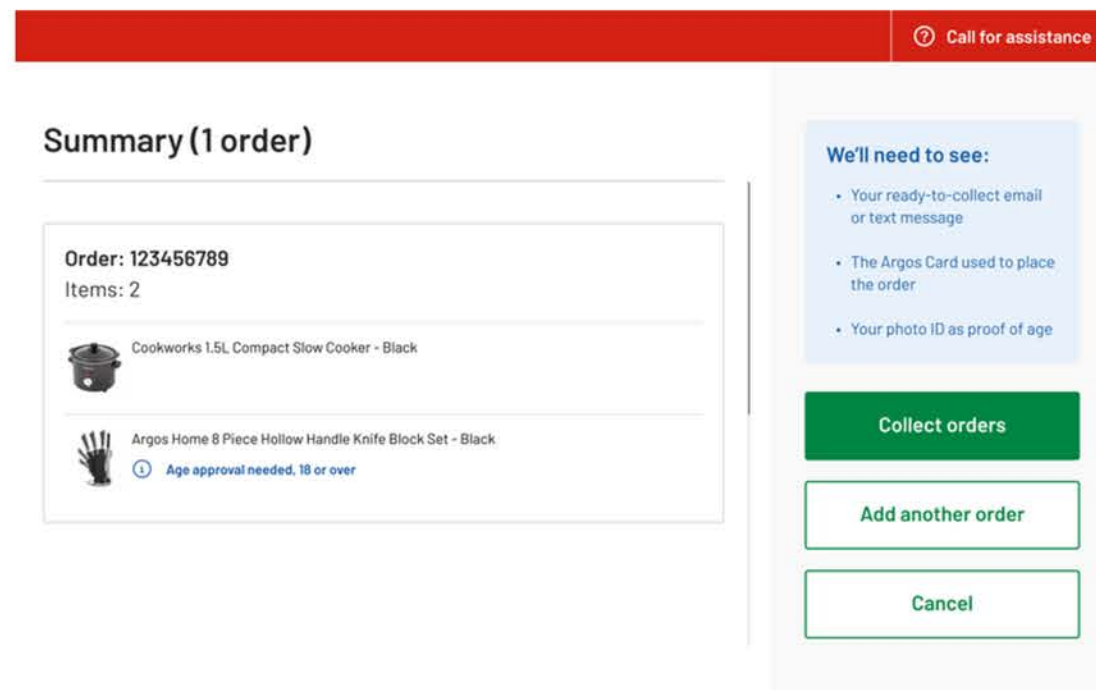 Call for assistance
Summary (1 order)
Order: 123456789
Items: 2
Cookworks 1.5L Compact Slow Cooker - Black
Argos Home 8 Piece Hollow Handle Knife Block Set - Black
Age approval needed, 18 or over
We'll need to see:
• Your ready-to-collect email
or text message
• The Argos Card used to place
the order
• Your photo ID as proof of age
Collect orders
Add another order
Cancel